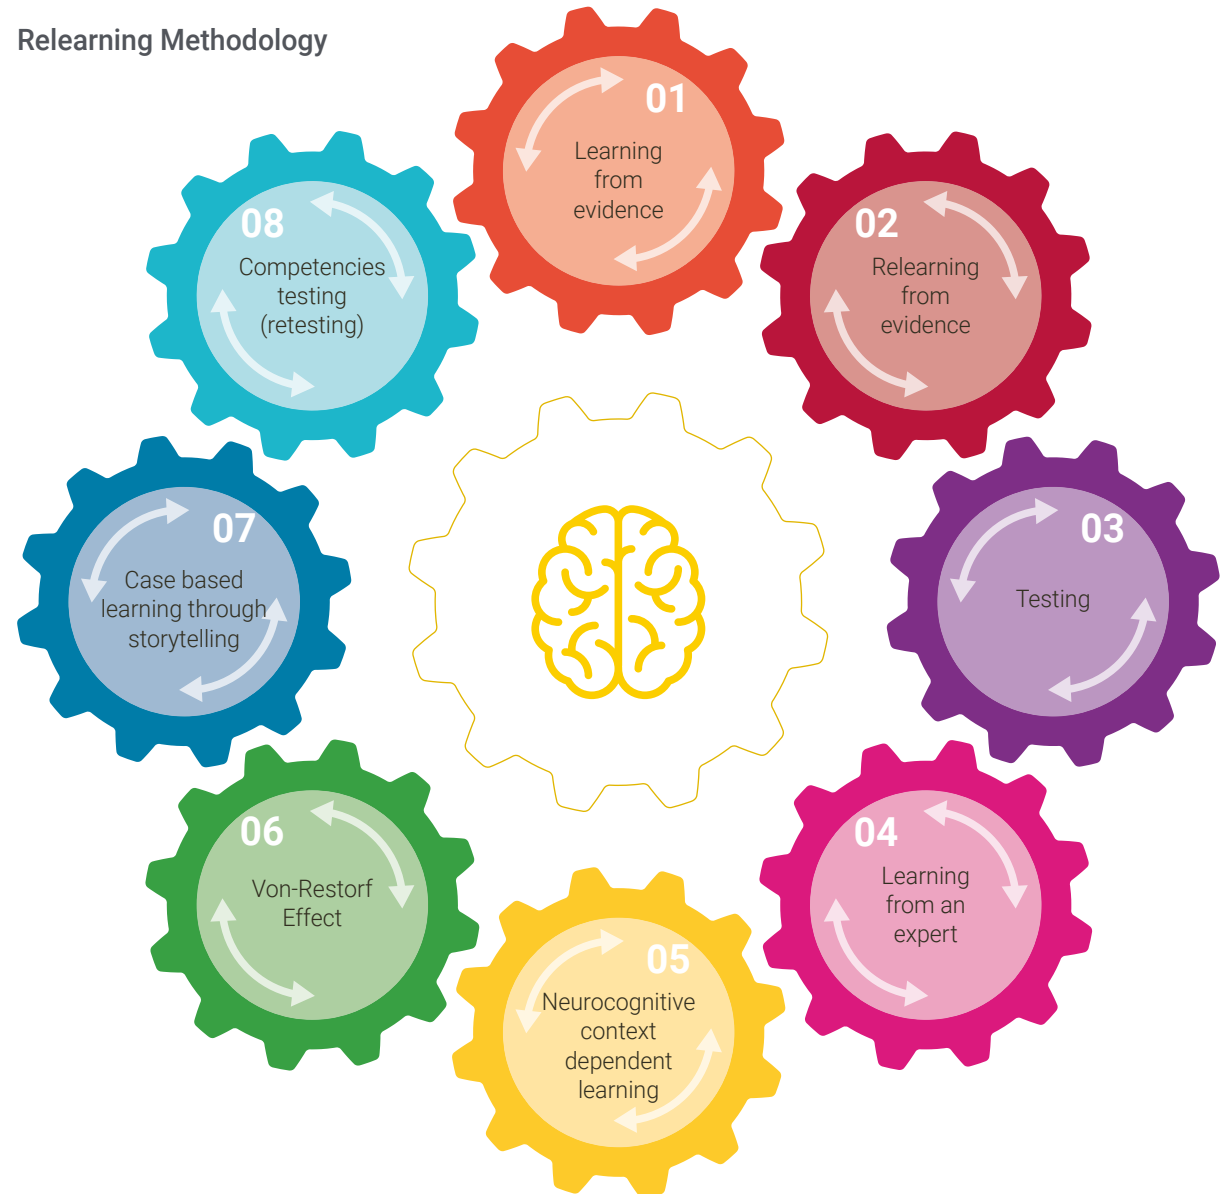 Relearning Methodology
01
Learning
from
evidence
02
Relearning
from
evidence
03
Testing
04
Learning
from an
expert
05
Neurocognitive
context
dependent
learning
06
Von-Restorf
Effect
07
Case based
learning through
storytelling
08
Competencies
testing
(retesting)